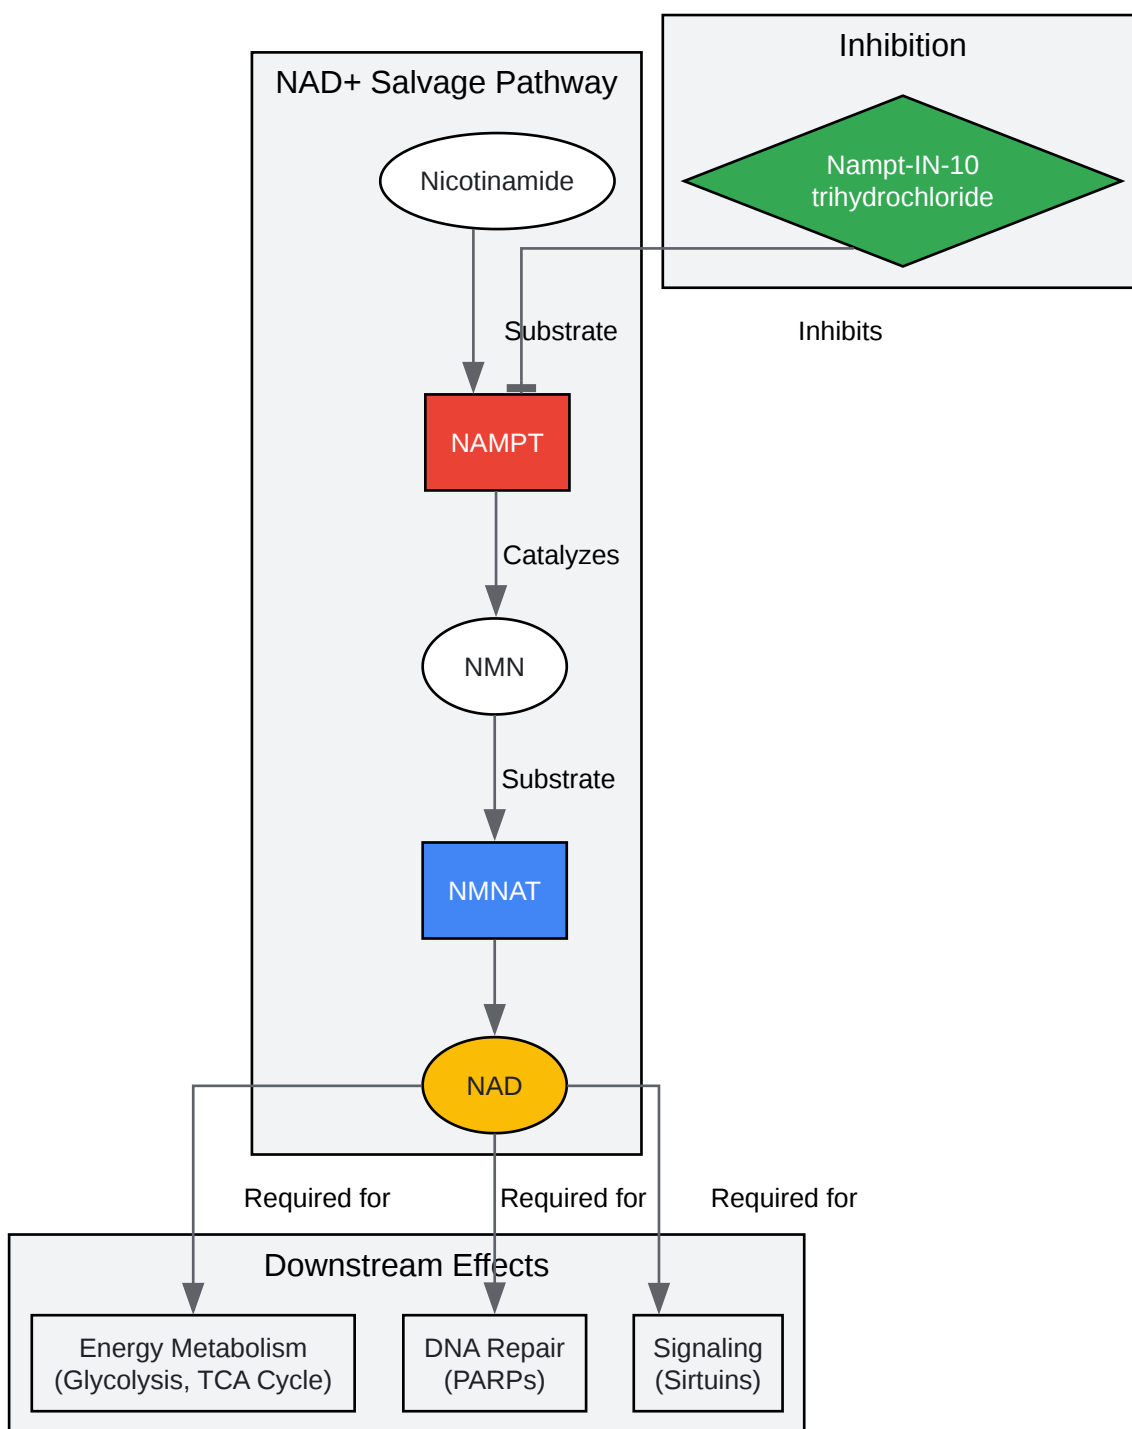 Inhibition
NAD+ Salvage Pathway
Nicotinamide
Nampt-IN-10
trihydrochloride
Substrate
Inhibits
NAMPT
Catalyzes
NMN
Substrate
NMNAT
NAD
Required for
Required for
Required for
Downstream Effects
Energy Metabolism
(Glycolysis, TCA Cycle)
DNA Repair
(PARPs)
Signaling
(Sirtuins)